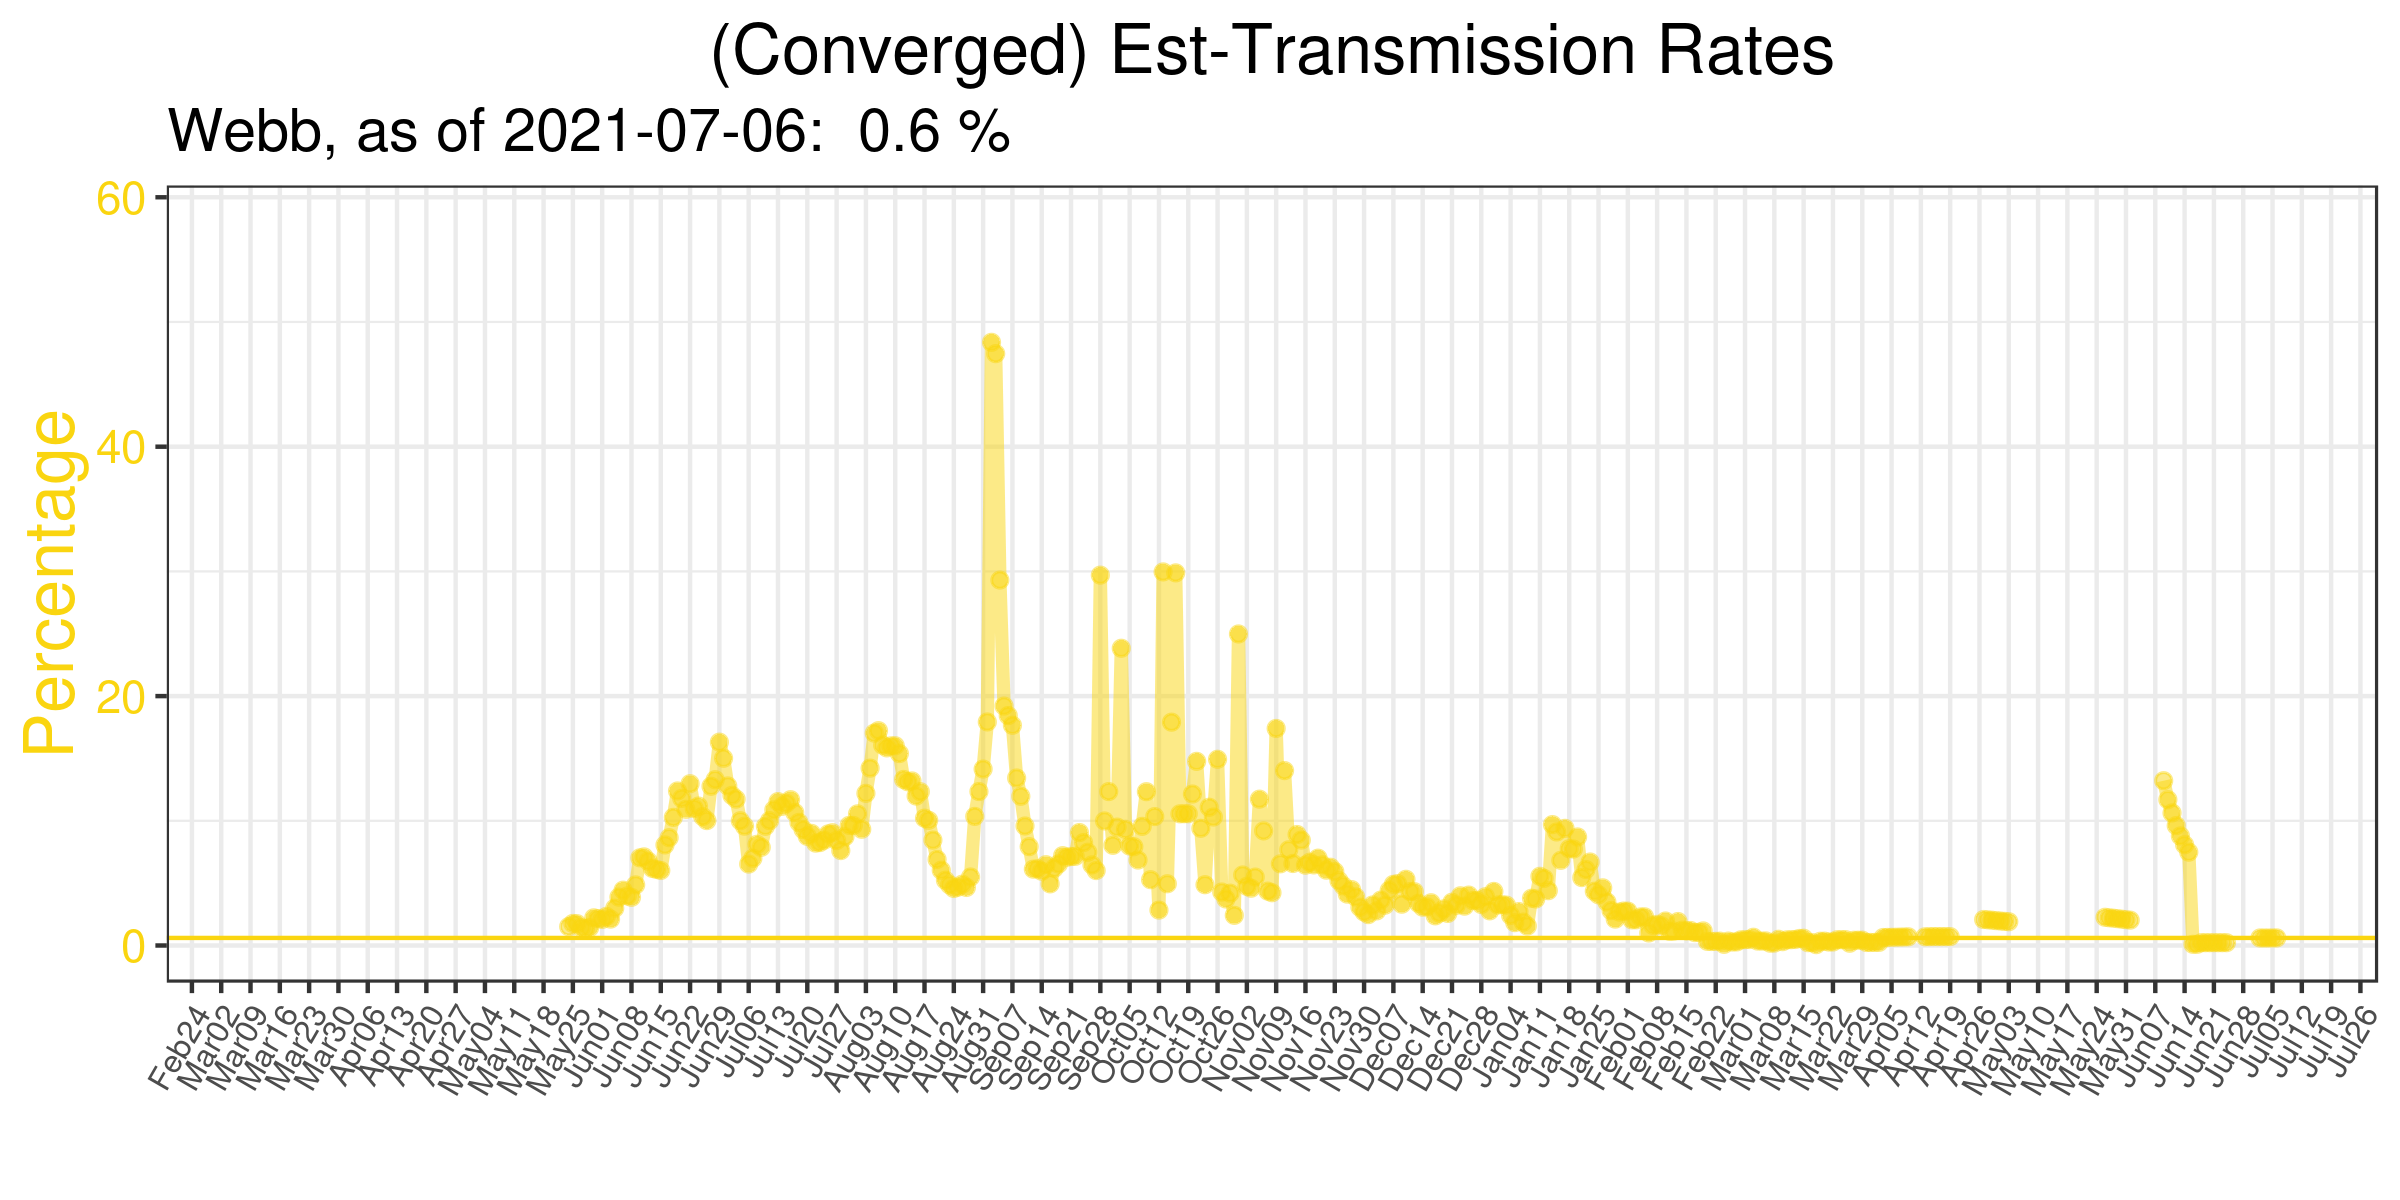 (Converged) Est-Transmission Rates
Webb, as of 2021-07-06:  0.6 %
Percentage
60
40
20
0
Feb24
Mar02
Mar09
Mar16
Mar23
Mar30
Apr06
Apr13
Apr20
Apr27
May04
May11
May18
May25
Jun01
Jun08
Jun15
Jun22
Jun29
Jul06
Jul13
Jul20
Jul27
Aug03
Aug10
Aug17
Aug24
Aug31
Sep07
Sep14
Sep21
Sep28
Oct05
Oct12
Oct19
Oct26
Nov02
Nov09
Nov16
Nov23
Nov30
Dec07
Dec14
Dec21
Dec28
Jan04
Jan11
Jan18
Jan25
Feb01
Feb08
Feb15
Feb22
Mar01
Mar08
Mar15
Mar22
Mar29
Apr05
Apr12
Apr19
Apr26
May03
May10
May17
May24
May31
Jun07
Jun14
Jun21
Jun28
Jul05
Jul12
Jul19
Jul26